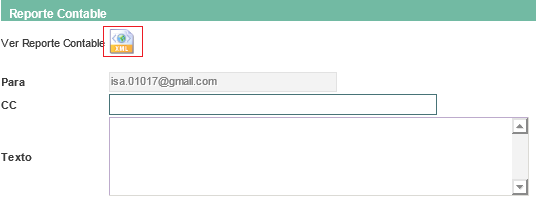 Reporte Contable
Ver Reporte Contable XML
Para isa.01017@gmail.com
CC
Texto